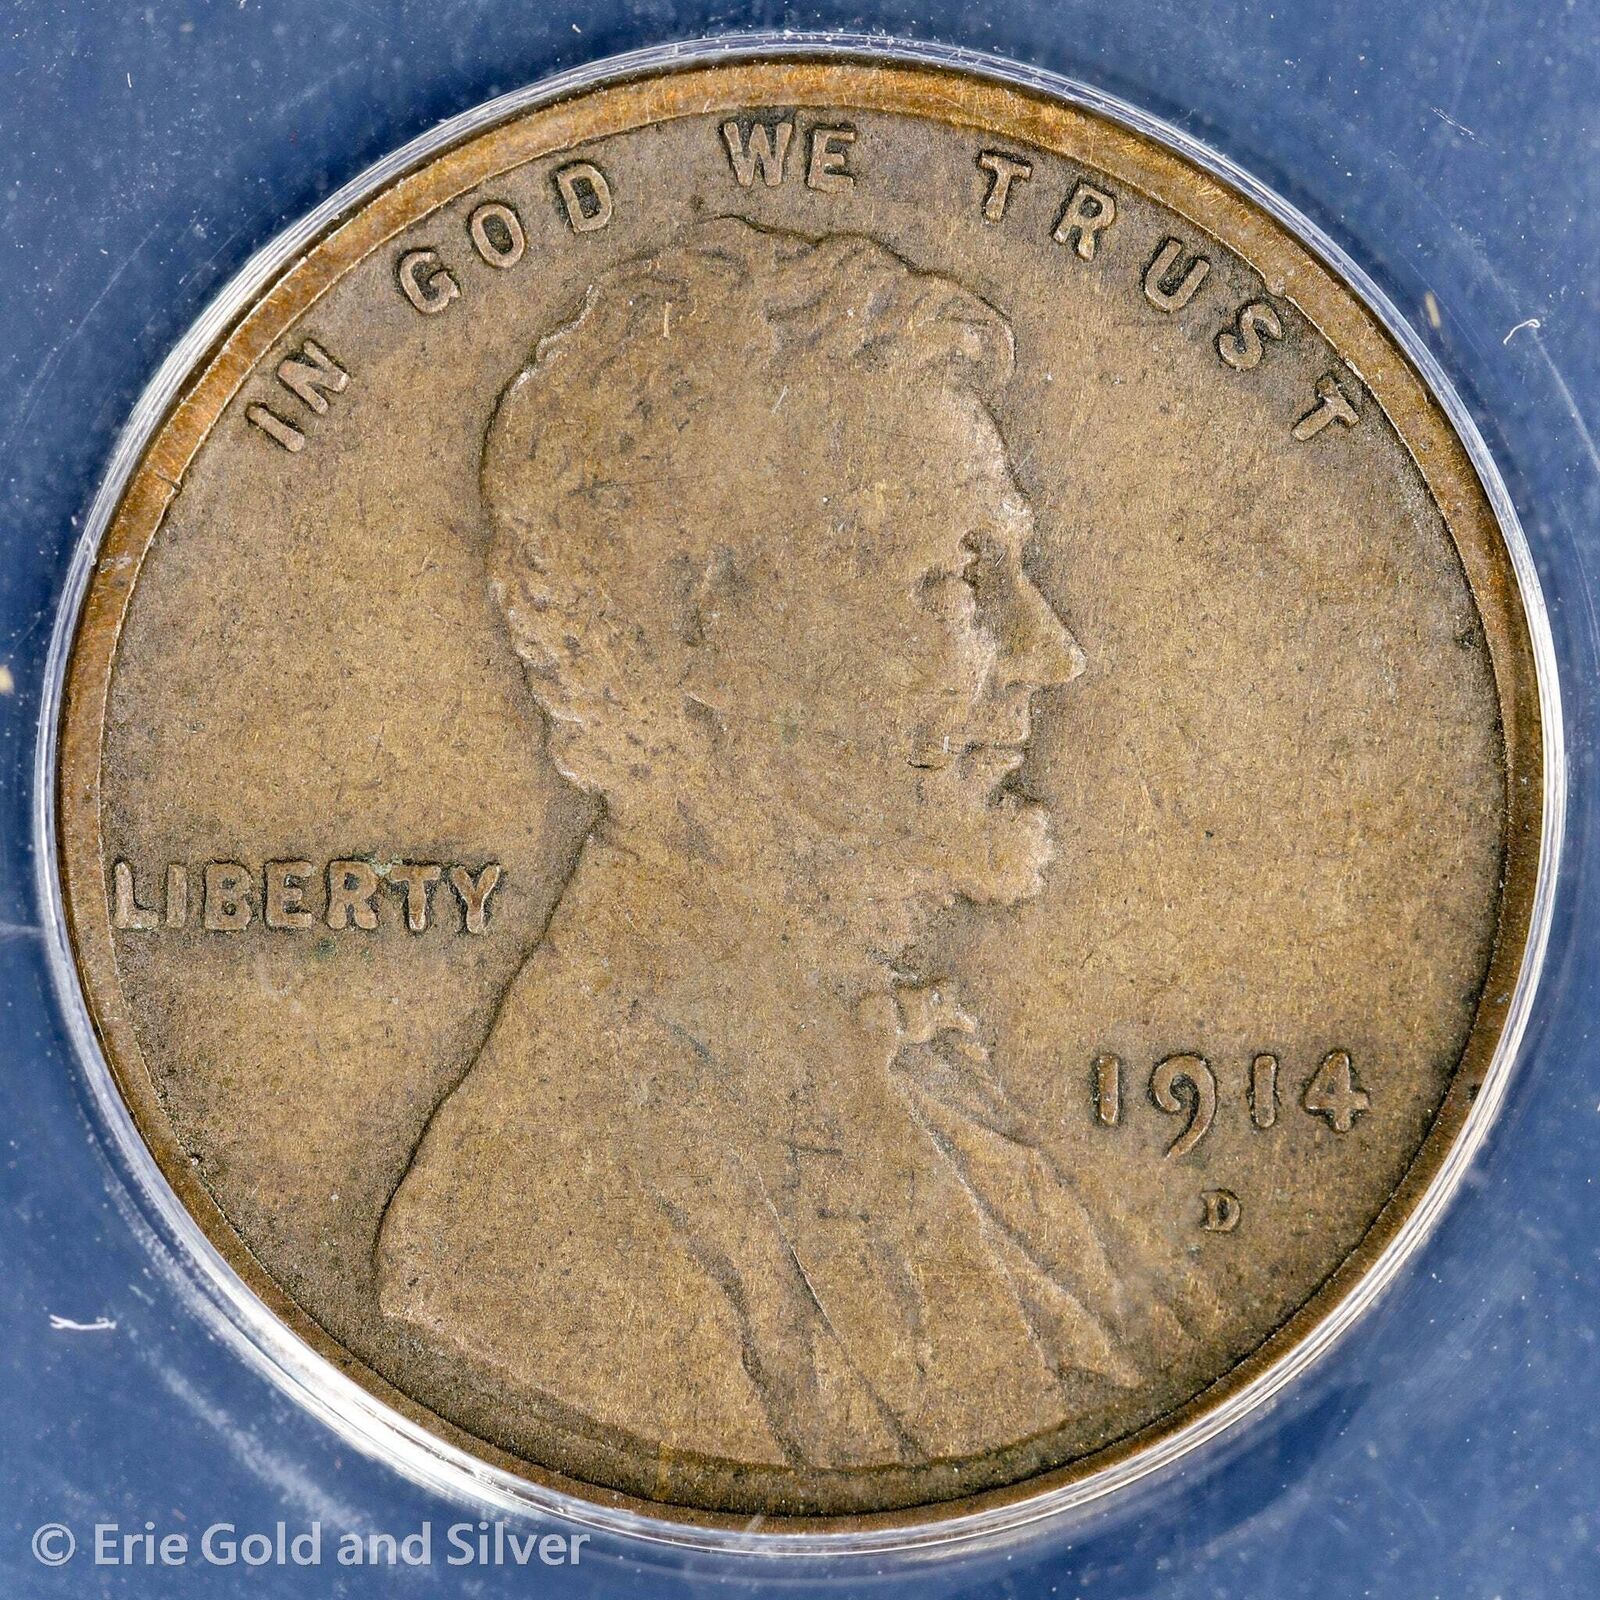 IN GOD WE TRUST
LIBERTY
1914
D
© Erie Gold and Silver